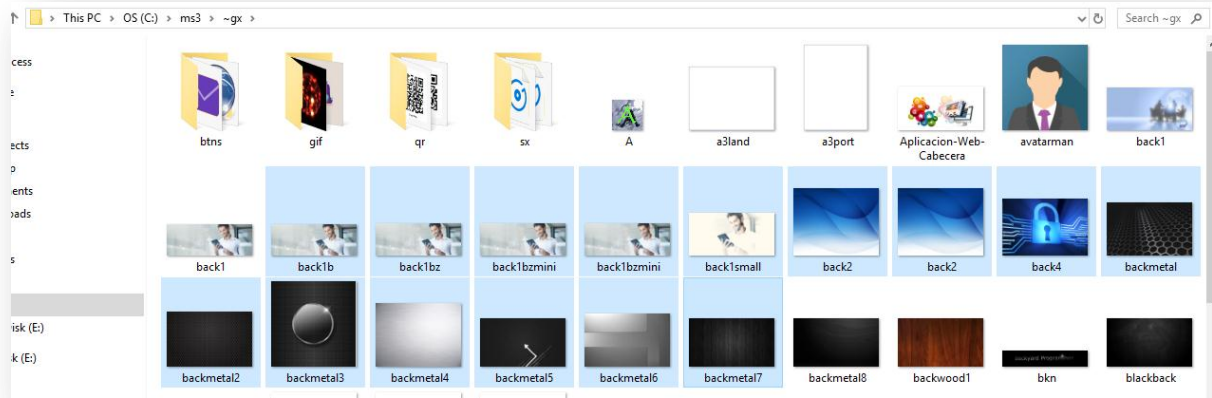 This PC > OS (C:) > ms3 > ~gx >
Search ~gx
cess
ects
ents
oads
s
isk (E:)
sk (E:)
btns
gif
qr
sx
A
a3land
a3port
Aplicacion-Web-
Cabecera
avatarman
back1
back1
back1b
back1bz
back1bzmini
back1bzmini
back1small
back2
back2
back4
backmetal
backmetal2
backmetal3
backmetal4
backmetal5
backmetal6
backmetal7
backmetal8
backwood1
bkn
blackback